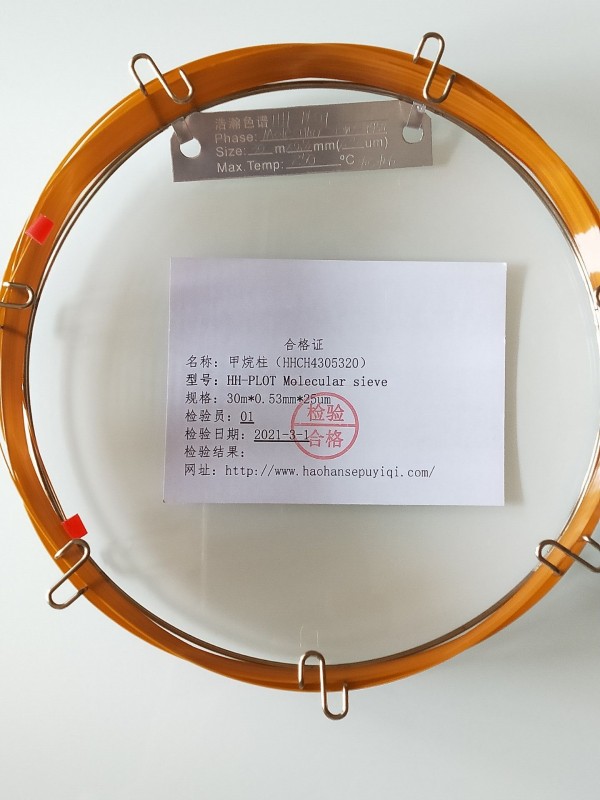 浩瀚色谱
Phase:
Size: m mm( um)
Max.Temp: ºC
合格证
名称：甲烷柱（HHCH4305320）
型号：HH-PLOT Molecular sieve
规格：30m*0.53mm*25um
检验员：01
检验日期：2021-3-1
检验结果：
网址：http://www.haohansepuyiqi.com/
检验
合格